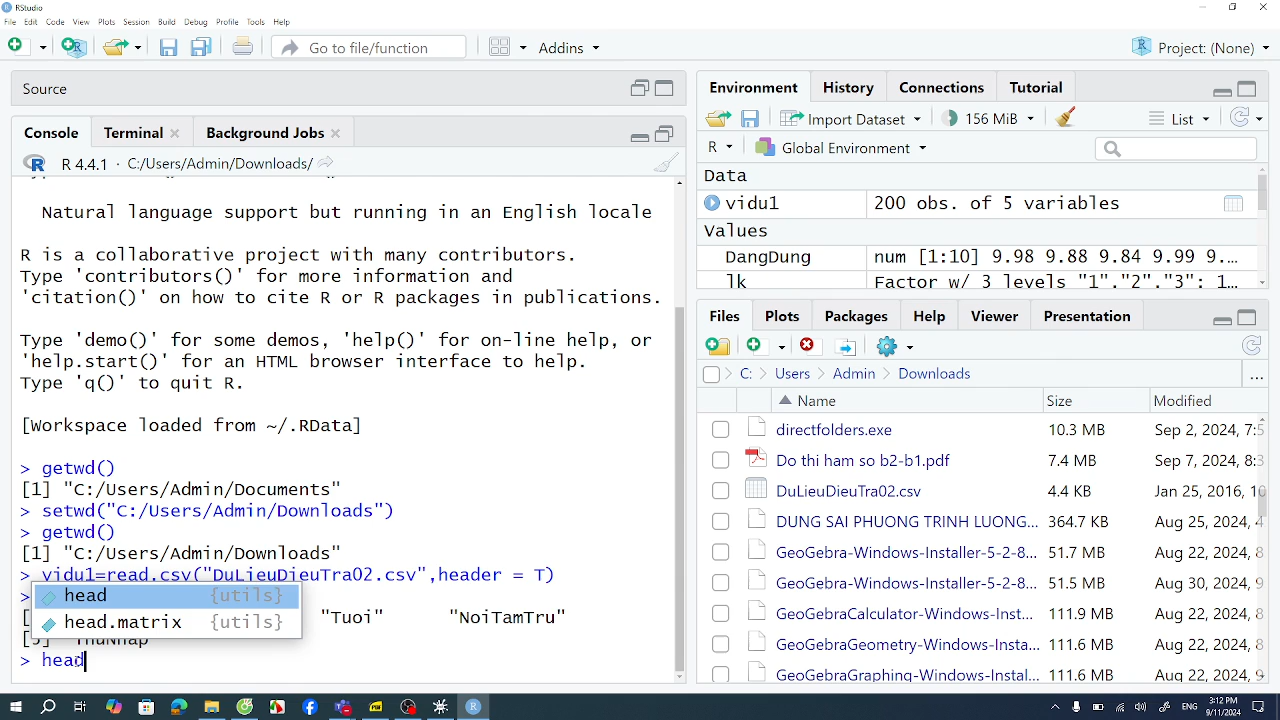 RStudio
File Edit Code View Plots Session Build Debug Profile Tools Help
Go to file/function
Addins
Project: (None)
Source
Console
Terminal
Background Jobs
R 4.4.1 · C:/Users/Admin/Downloads/
Natural language support but running in an English locale
R is a collaborative project with many contributors.
Type 'contributors()' for more information and
'citation()' on how to cite R or R packages in publications.
Type 'demo()' for some demos, 'help()' for on-line help, or
'help.start()' for an HTML browser interface to help.
Type 'q()' to quit R.
[Workspace loaded from ~/.RData]
> getwd()
[1] "C:/Users/Admin/Documents"
> setwd("C:/Users/Admin/Downloads")
> getwd()
[1] "C:/Users/Admin/Downloads"
> vidu1=read.csv("DuLieuDieuTra02.csv",header = T)
>
"Tuoi" "NoiTamTru"
"ThuNhap"
> head
head {utils}
head.matrix {utils}
Environment History Connections Tutorial
Import Dataset 156 MiB List
R Global Environment
Data
vidu1 200 obs. of 5 variables
Values
DangDung num [1:10] 9.98 9.88 9.84 9.99 9...
lk Factor w/ 3 levels "1","2","3": 1...
Files Plots Packages Help Viewer Presentation
C: > Users > Admin > Downloads ...
Name Size Modified
directfolders.exe 10.3 MB Sep 2, 2024, 7:5
Do thi ham so b2-b1.pdf 7.4 MB Sep 7, 2024, 8:3
DuLieuDieuTra02.csv 4.4 KB Jan 25, 2016, 10
DUNG SAI PHUONG TRINH LUONG... 364.7 KB Aug 25, 2024, 4
GeoGebra-Windows-Installer-5-2-8... 51.7 MB Aug 22, 2024,
GeoGebra-Windows-Installer-5-2-8... 51.5 MB Aug 30, 2024, 9
GeoGebraCalculator-Windows-Inst... 111.9 MB Aug 22, 2024,
GeoGebraGeometry-Windows-Insta... 111.6 MB Aug 22, 2024,
GeoGebraGraphing-Windows-Instal... 111.6 MB Aug 22, 2024,
3:12 PM
9/11/2024